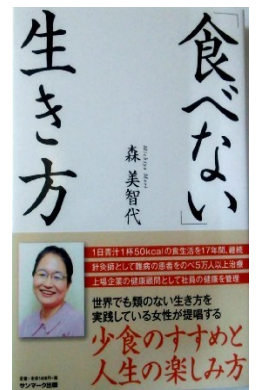 「食べない」
生き方
森 美智代
Michiyo Mori
1日青汁1杯50kcalの食生活を17年間、継続
針灸師として難病の患者をのべ5万人以上治療
上場企業の健康顧問として社員の健康を管理
世界でも類のない生き方を
実践している女性が提唱する
少食のすすめと
人生の楽しみ方
サンマーク出版